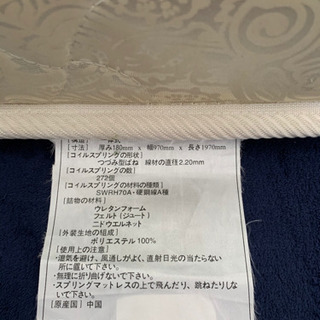 [構造] 一体式
[寸法] 厚み180mm x 幅970mm x 長さ1970mm
[コイルスプリングの形状]
つづみ型ばね 線材の直径2.20mm
[コイルスプリングの数]
272個
[コイルスプリングの材料の種類]
SWRH70A・硬鋼線A種
[詰物の材料]
ウレタンフォーム
フェルト（ジュート）
ニドウエルネット
[外装生地の組成]
ポリエステル 100%
[使用上の注意]
・湿気を避け、風通しがよく、直射日光の当たらない
所に置いて下さい。
・無理に折り曲げないで下さい。
・スプリングマットレスの上で飛んだり、跳ねたりしな
いで下さい。
[原産国] 中国